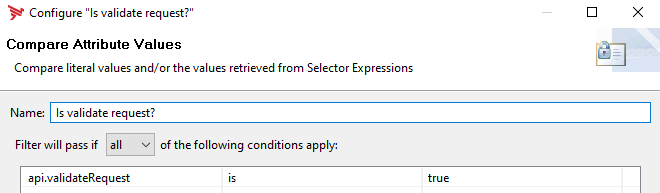 Configure "Is validate request?"
Compare Attribute Values
Compare literal values and/or the values retrieved from Selector Expressions
Name: Is validate request?
Filter will pass if all of the following conditions apply:
api.validateRequest is true